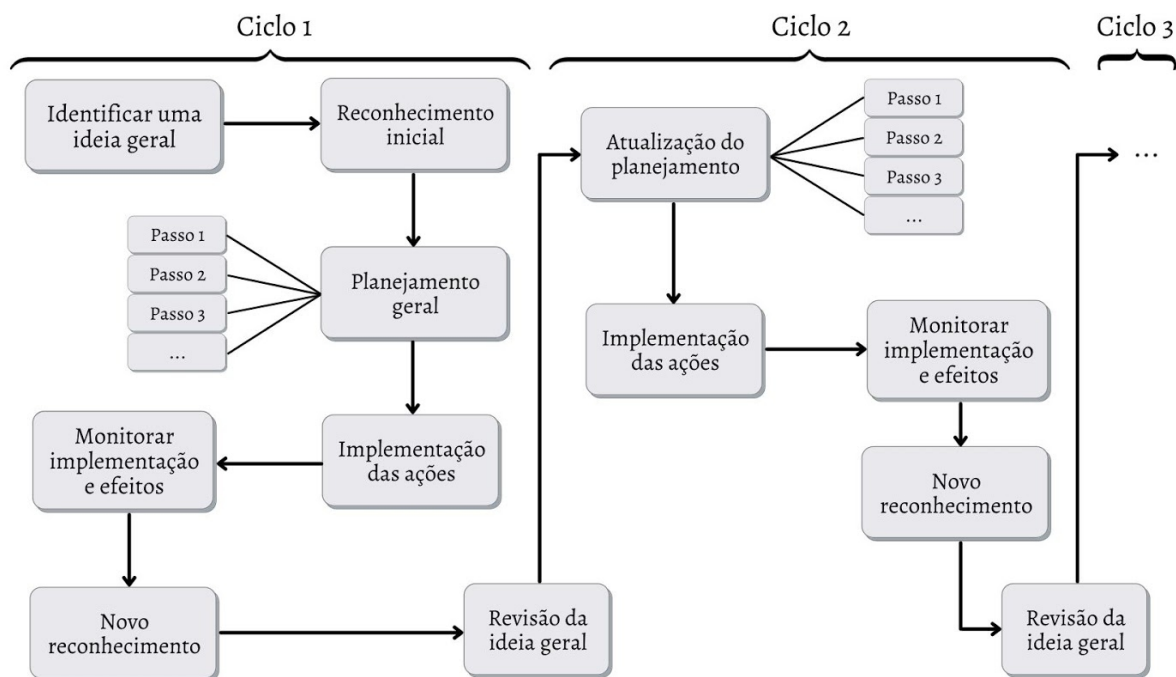 Ciclo 1
Identificar uma
ideia geral
Reconhecimento
inicial
Passo 1
Passo 2
Passo 3
...
Planejamento
geral
Implementação
das ações
Monitorar
implementação
e efeitos
Novo
reconhecimento
Revisão da
ideia geral
Ciclo 2
Atualização do
planejamento
Passo 1
Passo 2
Passo 3
...
Implementação
das ações
Monitorar
implementação
e efeitos
Novo
reconhecimento
Revisão da
ideia geral
Ciclo 3
...